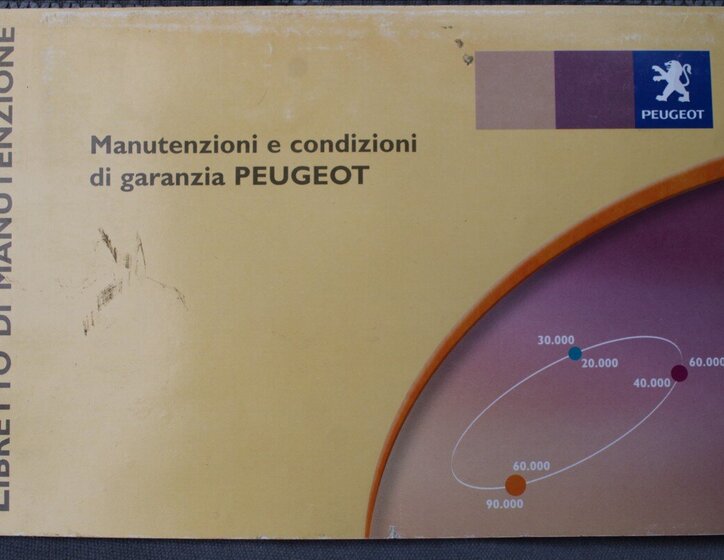 LIBRETTO DI MANUTENZIONE
Manutenzioni e condizioni
di garanzia PEUGEOT
PEUGEOT
30.000
20.000
60.000
40.000
60.000
90.000